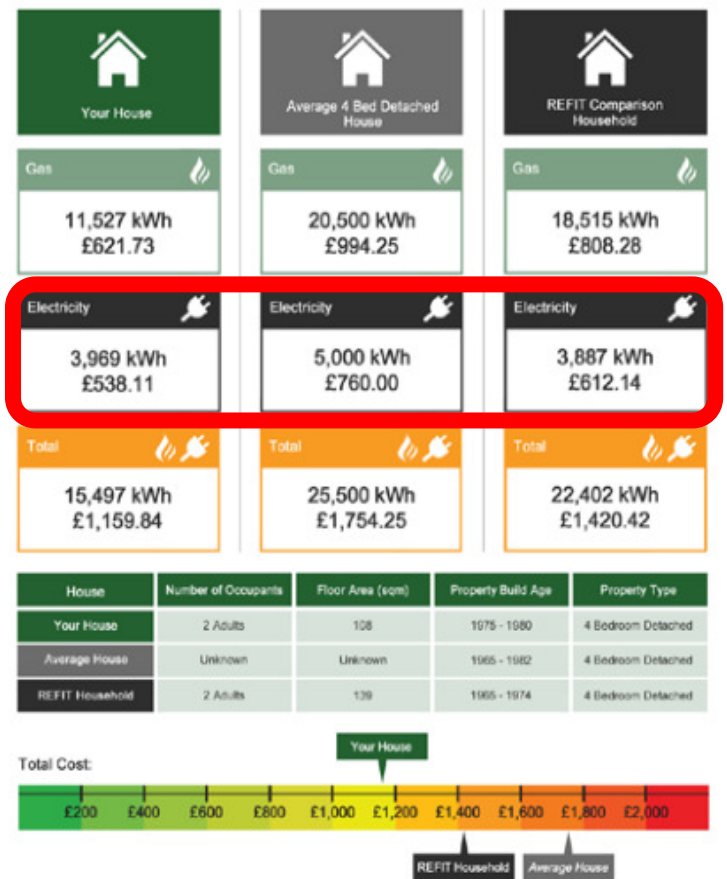 Your House
Average 4 Bed Detached
House
REFIT Comparison
Household
Gas
Gas
Gas
11,527 kWh
£621.73
20,500 kWh
£994.25
18,515 kWh
£808.28
Electricity
Electricity
Electricity
3,969 kWh
£538.11
5,000 kWh
£760.00
3,887 kWh
£612.14
Total
Total
Total
15,497 kWh
£1,159.84
25,500 kWh
£1,754.25
22,402 kWh
£1,420.42
House Number of Occupants Floor Area (sqm) Property Build Age Property Type
Your House 2 Adults 108 1975 - 1980 4 Bedroom Detached
Average House Unknown Unknown 1965 - 1982 4 Bedroom Detached
REFIT Household 2 Adults 139 1965 - 1974 4 Bedroom Detached
Your House
Total Cost:
£200 £400 £600 £800 £1,000 £1,200 £1,400 £1,600 £1,800 £2,000
REFIT Household Average House